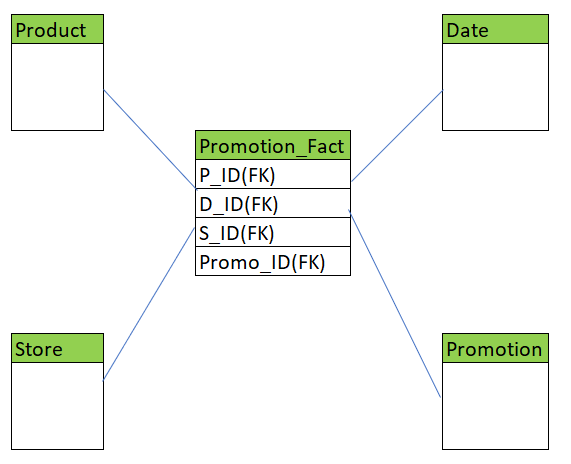 Product
Date
Promotion_Fact
P_ID(FK)
D_ID(FK)
S_ID(FK)
Promo_ID(FK)
Store
Promotion